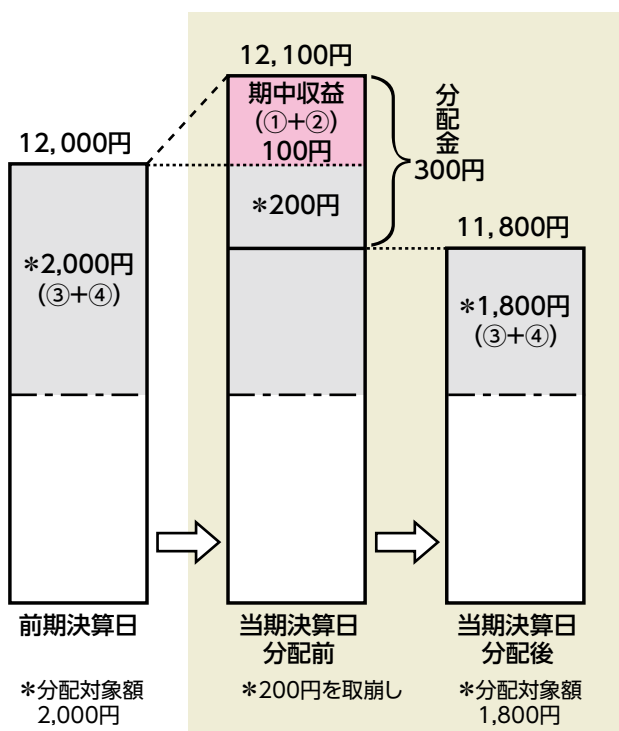 12,100円
期中収益
(①+②)
100円
分配金
300円
12,000円
*200円
11,800円
*2,000円
(③+④)
*1,800円
(③+④)
前期決算日
当期決算日
分配前
当期決算日
分配後
*分配対象額
2,000円
*200円を取崩し
*分配対象額
1,800円